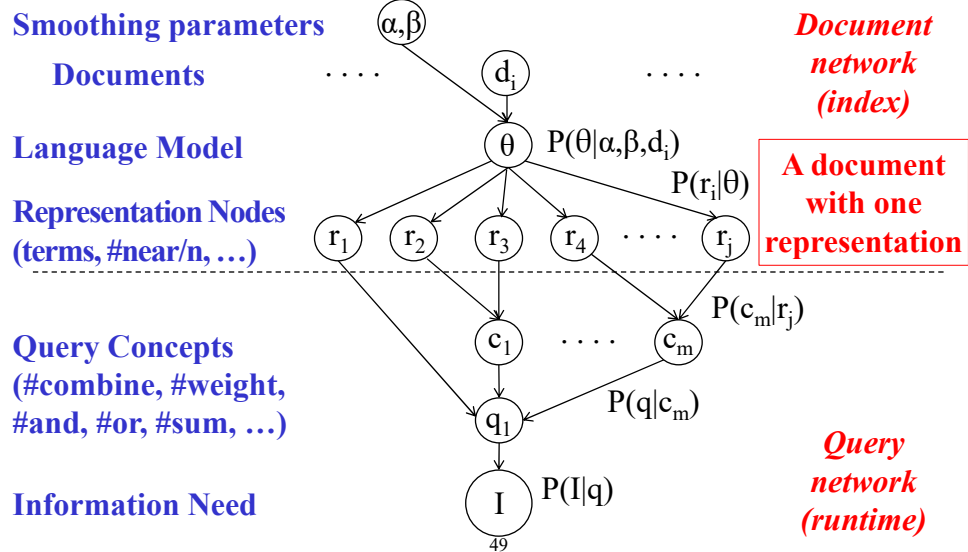 Smoothing parameters
α,β
Document
network
(index)
Documents
. . . .
d_i
. . . .
Language Model
θ
P(θ|α,β,d_i)
P(r_i|θ)
A document
with one
representation
Representation Nodes
(terms, #near/n, …)
r_1
r_2
r_3
r_4
. . . .
r_j
P(c_m|r_j)
Query Concepts
(#combine, #weight,
#and, #or, #sum, …)
c_1
. . . .
c_m
P(q|c_m)
q_1
Query
network
(runtime)
Information Need
I
P(I|q)
49